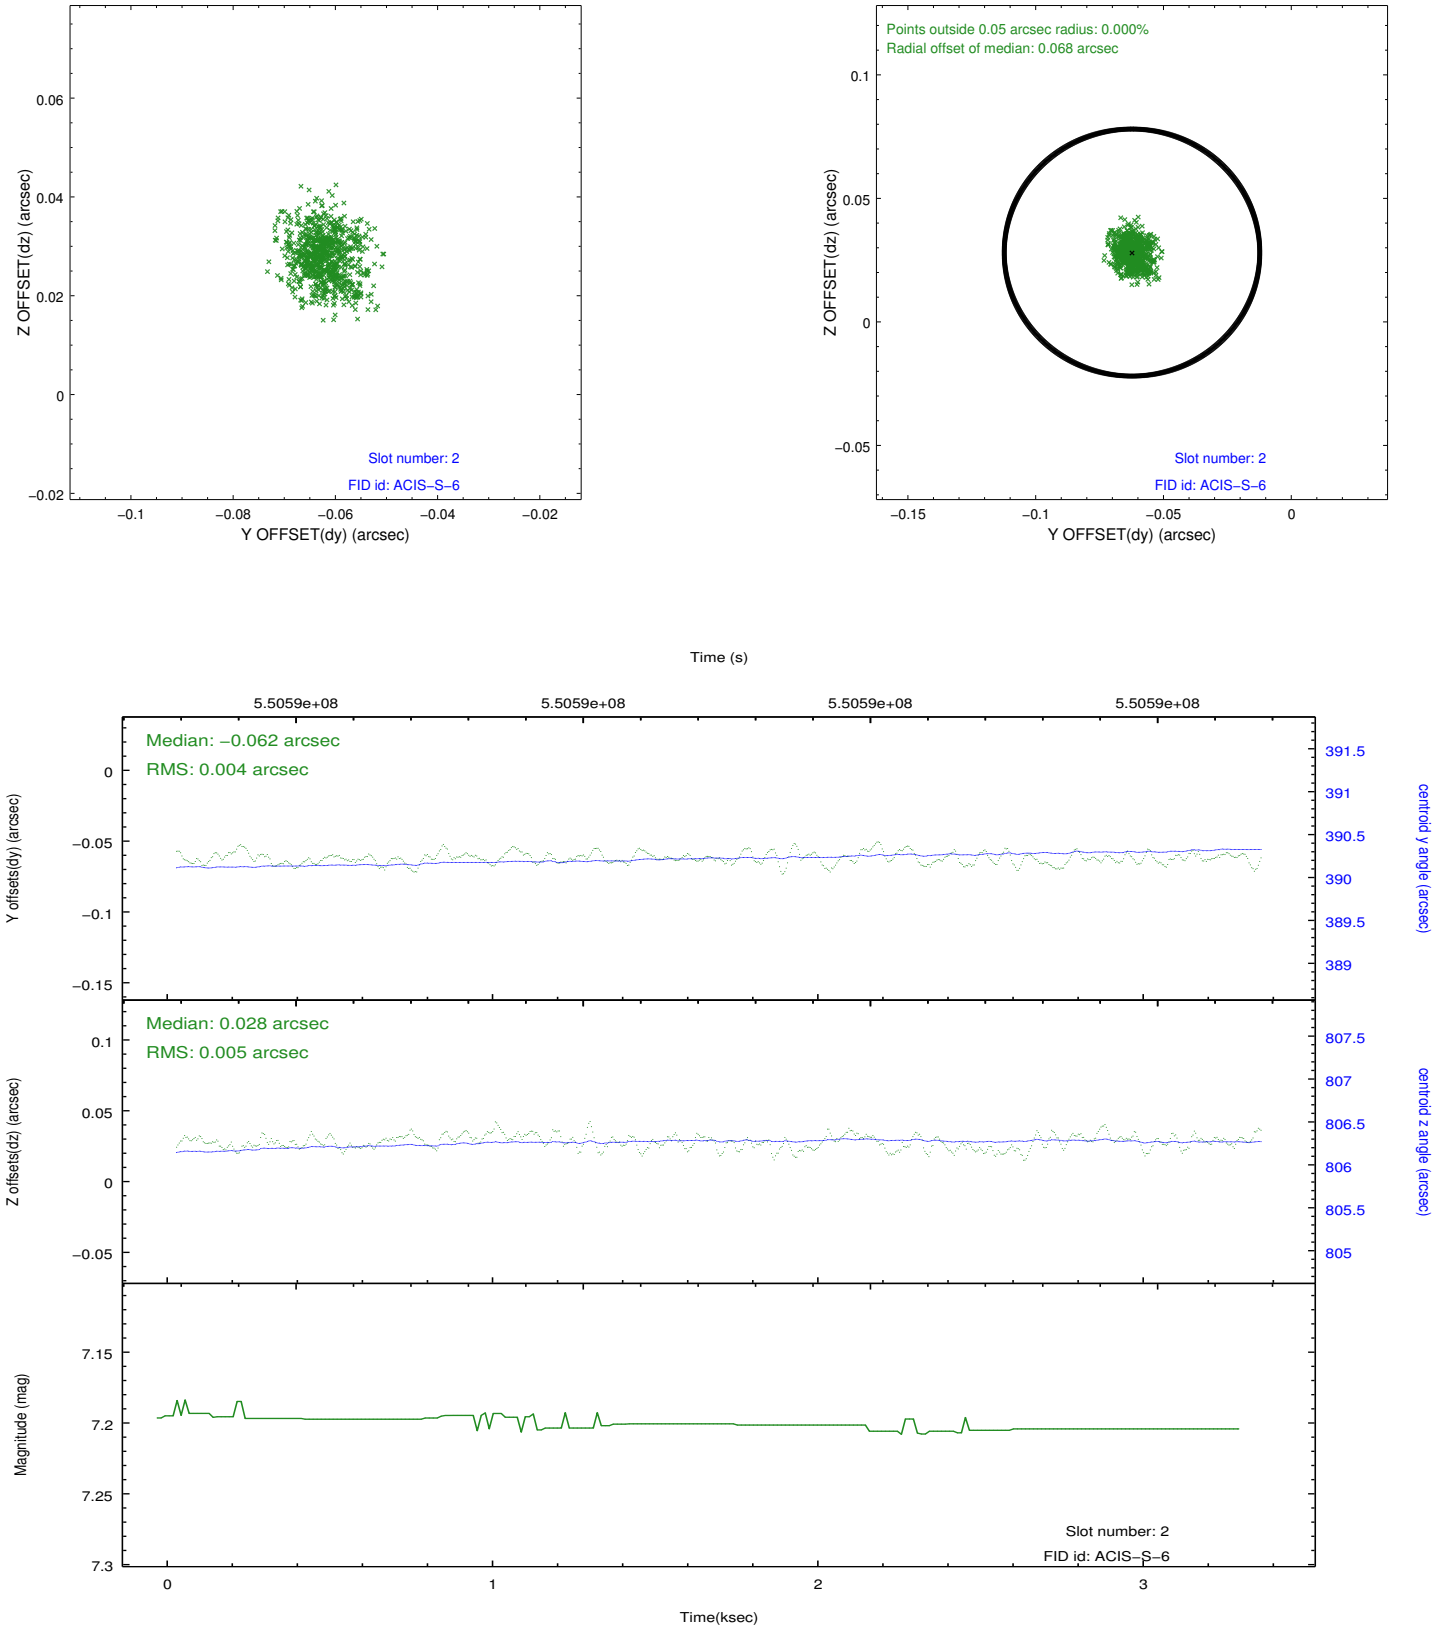 0.06
0.04
0.02
0
−0.02
Z OFFSET(dz) (arcsec)
Slot number: 2
FID id: ACIS−S−6
−0.1
−0.08
−0.06
−0.04
−0.02
Y OFFSET(dy) (arcsec)
Points outside 0.05 arcsec radius: 0.000%
Radial offset of median: 0.068 arcsec
0.1
0.05
0
−0.05
Z OFFSET(dz) (arcsec)
Slot number: 2
FID id: ACIS−S−6
−0.15
−0.1
−0.05
0
Y OFFSET(dy) (arcsec)
Time (s)
5.5059e+08
5.5059e+08
5.5059e+08
5.5059e+08
Median: −0.062 arcsec
RMS: 0.004 arcsec
0
−0.05
−0.1
−0.15
Y offsets(dy) (arcsec)
391.5
391
390.5
390
389.5
389
centroid y angle (arcsec)
Median: 0.028 arcsec
RMS: 0.005 arcsec
0.1
0.05
0
−0.05
Z offsets(dz) (arcsec)
807.5
807
806.5
806
805.5
805
centroid z angle (arcsec)
7.15
7.2
7.25
7.3
Magnitude (mag)
Slot number: 2
FID id: ACIS−S−6
0
1
2
3
Time(ksec)